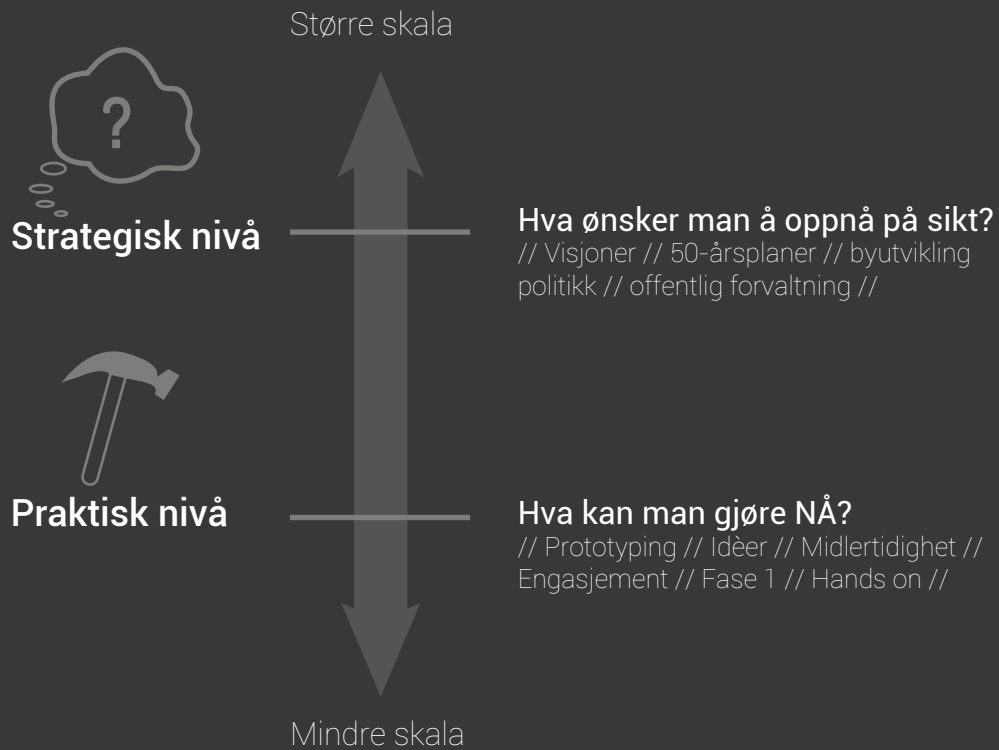 Større skala
?
Strategisk nivå
Hva ønsker man å oppnå på sikt?
// Visjoner // 50-årsplaner // byutvikling
politikk // offentlig forvaltning //
Praktisk nivå
Hva kan man gjøre NÅ?
// Prototyping // Idèer // Midlertidighet //
Engasjement // Fase 1 // Hands on //
Mindre skala